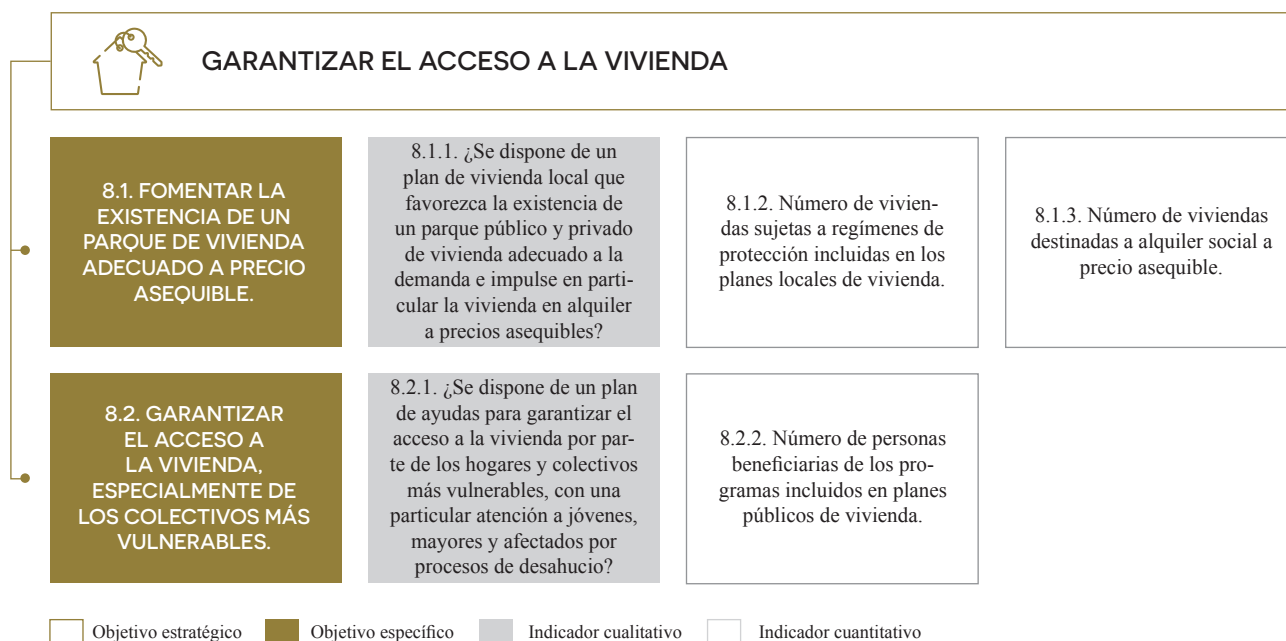 GARANTIZAR EL ACCESO A LA VIVIENDA
8.1. FOMENTAR LA
EXISTENCIA DE UN
PARQUE DE VIVIENDA
ADECUADO A PRECIO
ASEQUIBLE.
8.1.1. ¿Se dispone de un
plan de vivienda local que
favorezca la existencia de
un parque público y privado
de vivienda adecuado a la
demanda e impulse en parti-
cular la vivienda en alquiler
a precios asequibles?
8.1.2. Número de vivien-
das sujetas a regímenes de
protección incluidas en los
planes locales de vivienda.
8.1.3. Número de viviendas
destinadas a alquiler social a
precio asequible.
8.2. GARANTIZAR
EL ACCESO A
LA VIVIENDA,
ESPECIALMENTE DE
LOS COLECTIVOS MÁS
VULNERABLES.
8.2.1. ¿Se dispone de un plan
de ayudas para garantizar el
acceso a la vivienda por par-
te de los hogares y colectivos
más vulnerables, con una
particular atención a jóvenes,
mayores y afectados por
procesos de desahucio?
8.2.2. Número de personas
beneficiarias de los pro-
gramas incluidos en planes
públicos de vivienda.
Objetivo estratégico Objetivo específico Indicador cualitativo Indicador cuantitativo